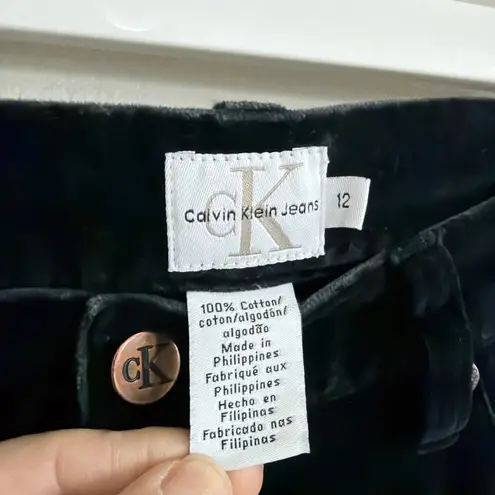 cK
Calvin Klein Jeans
12
100% Cotton/
coton/algodón/
algodão
Made in
Philippines
Fabriqué aux
Philippines
Hecho en
Filipinas
Fabricado nas
Filipinas
cK